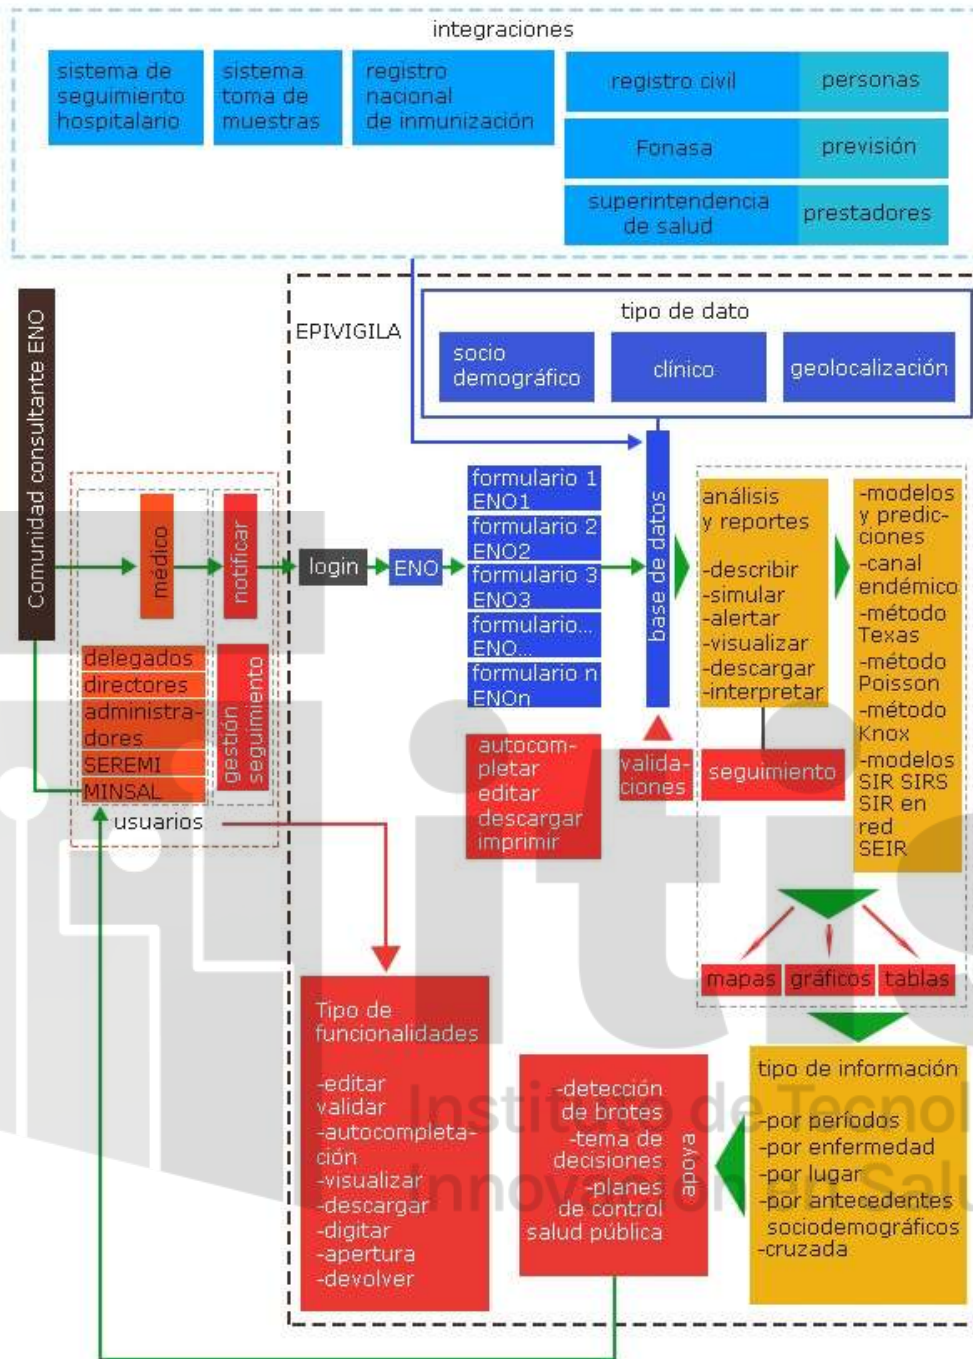 integraciones
sistema de
seguimiento
hospitalario
sistema
toma de
muestras
registro
nacional
de inmunización
registro civil
personas
Fonasa
previsión
superintendencia
de salud
prestadores
Comunidad consultante ENO
EPIVIGILA
tipo de dato
socio
demográfico
clínico
geolocalización
médico
notificar
login
ENO
formulario 1
ENO1
formulario 2
ENO2
formulario 3
ENO3
formulario...
ENO...
formulario n
ENOn
base de datos
análisis
y reportes
-describir
-simular
-alertar
-visualizar
-descargar
-interpretar
-modelos
y predic-
ciones
-canal
endémico
-método
Texas
-método
Poisson
-método
Knox
-modelos
SIR SIRS
SIR en
red
SEIR
delegados
directores
administra-
dores
SEREMI
MINSAL
gestión
seguimiento
usuarios
autocom-
pletar
editar
descargar
imprimir
valida-
ciones
seguimiento
mapas
gráficos
tablas
Tipo de
funcionalidades
-editar
validar
-autocompleta-
ción
-visualizar
-descargar
-digitar
-apertura
-devolver
-detección
de brotes
-tema de
decisiones
-planes
de control
salud pública
apoya
tipo de información
-por períodos
-por enfermedad
-por lugar
-por antecedentes
sociodemográficos
-cruzada
itis
Instituto de Tecnol
Innovación en Salu